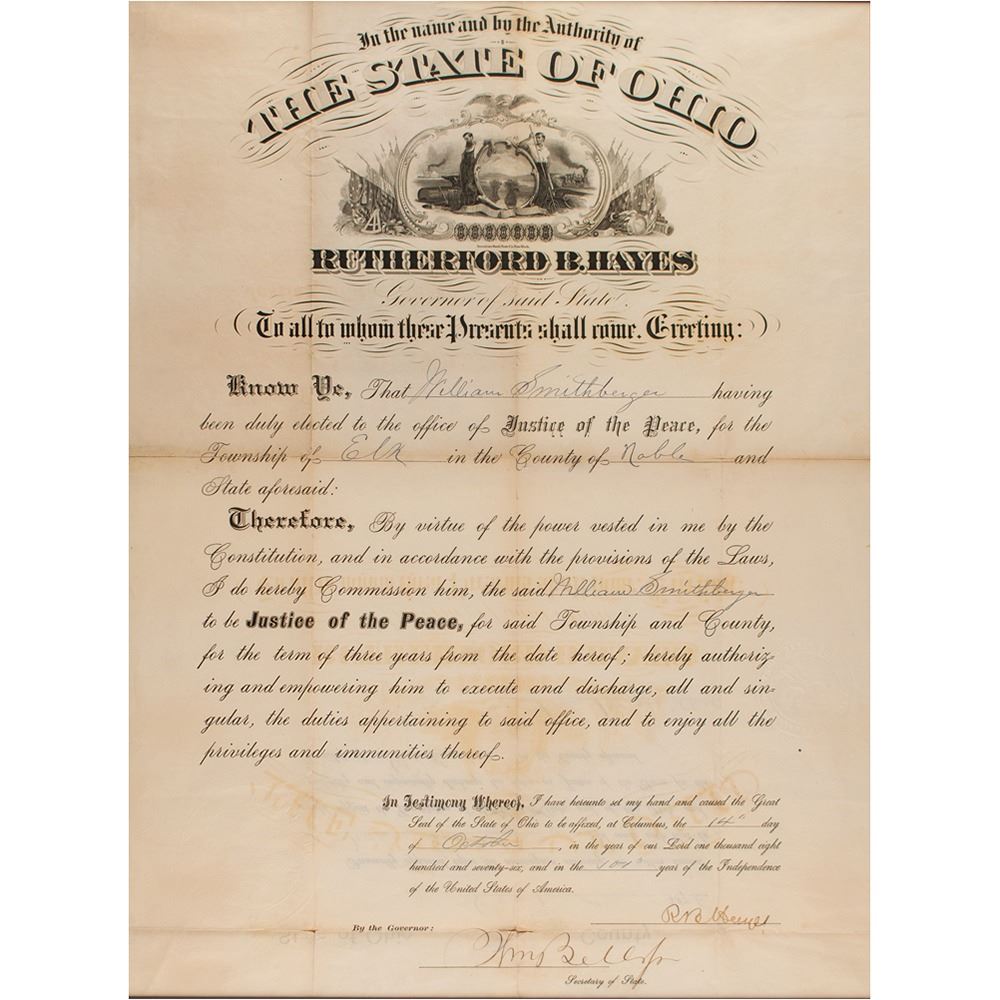 In the name and by the Authority of
THE STATE OF OHIO
RUTHERFORD B. HAYES
Governor of said State.
To all to whom these Presents shall come. Greeting:
Know Ye, That William Smithberger having
been duly elected to the office of Justice of the Peace, for the
Township of Elk in the County of Noble and
State aforesaid:
Therefore, By virtue of the power vested in me by the
Constitution, and in accordance with the provisions of the Laws,
I do hereby Commission him, the said William Smithberger
to be Justice of the Peace, for said Township and County,
for the term of three years from the date hereof; hereby authoriz-
ing and empowering him to execute and discharge, all and sin-
gular, the duties appertaining to said office, and to enjoy all the
privileges and immunities thereof.
In Testimony Whereof, I have hereunto set my hand and caused the Great
Seal of the State of Ohio to be affixed, at Columbus, the 14th day
of October, in the year of our Lord one thousand eight
hundred and seventy-six, and in the 101st year of the Independence
of the United States of America.
R B Hayes
By the Governor:
Wm Bell Jr
Secretary of State.